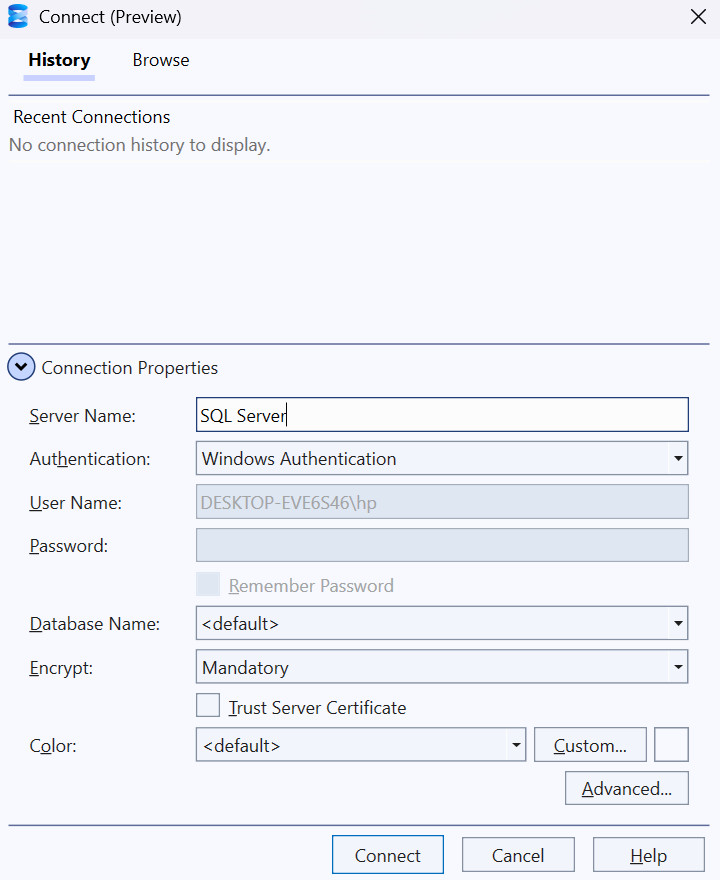 Connect (Preview)
History Browse
Recent Connections
No connection history to display.
Connection Properties
Server Name: SQL Server
Authentication: Windows Authentication
User Name: DESKTOP-EVE6S46\hp
Password:
Remember Password
Database Name: <default>
Encrypt: Mandatory
Trust Server Certificate
Color: <default> Custom...
Advanced...
Connect Cancel Help